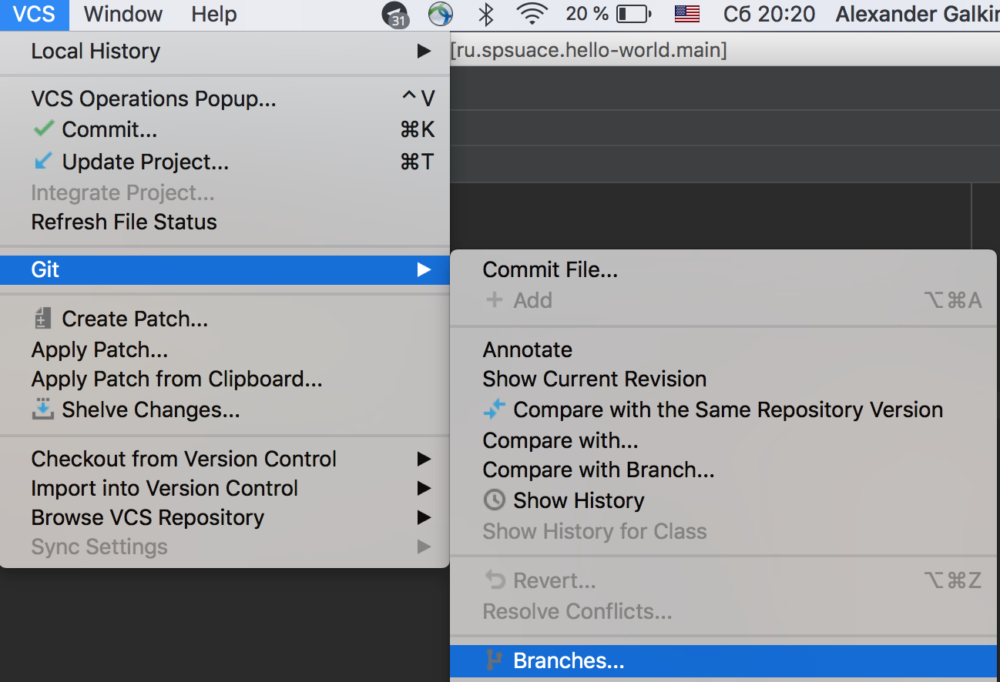 VCS Window Help 31 20 % Сб 20:20 Alexander Galki
[ru.spsuace.hello-world.main]
Local History
VCS Operations Popup... ^V
Commit... ⌘K
Update Project... ⌘T
Integrate Project...
Refresh File Status
Git
Create Patch...
Apply Patch...
Apply Patch from Clipboard...
Shelve Changes...
Checkout from Version Control
Import into Version Control
Browse VCS Repository
Sync Settings
Commit File...
Add ⌥⌘A
Annotate
Show Current Revision
Compare with the Same Repository Version
Compare with...
Compare with Branch...
Show History
Show History for Class
Revert... ⌥⌘Z
Resolve Conflicts...
Branches...